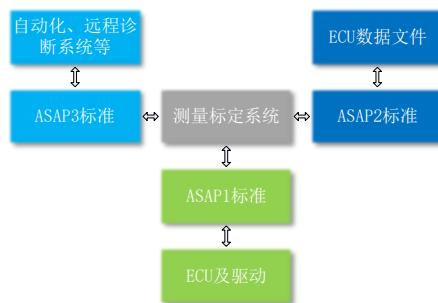 自动化、远程诊
断系统等
ECU数据文件
ASAP3标准
测量标定系统
ASAP2标准
ASAP1标准
ECU及驱动